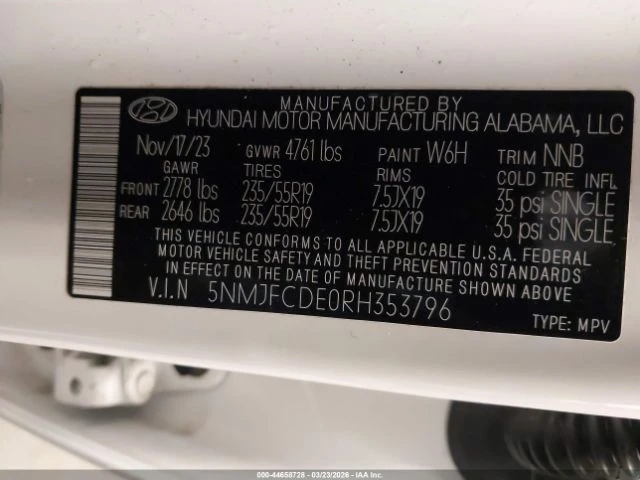 MANUFACTURED BY
HYUNDAI MOTOR MANUFACTURING ALABAMA, LLC
Nov/17/23 GVWR 4761 lbs PAINT W6H TRIM NNB
GAWR TIRES RIMS COLD TIRE INFL.
FRONT 2778 lbs 235/55R19 7.5JX19 35 psi SINGLE
REAR 2646 lbs 235/55R19 7.5JX19 35 psi SINGLE
THIS VEHICLE CONFORMS TO ALL APPLICABLE U.S.A. FEDERAL
MOTOR VEHICLE SAFETY AND THEFT PREVENTION STANDARDS
IN EFFECT ON THE DATE OF MANUFACTURE SHOWN ABOVE
V.I.N 5NMJFCDE0RH353796
TYPE: MPV
000-44658728 - 03/23/2026 - IAA, Inc.